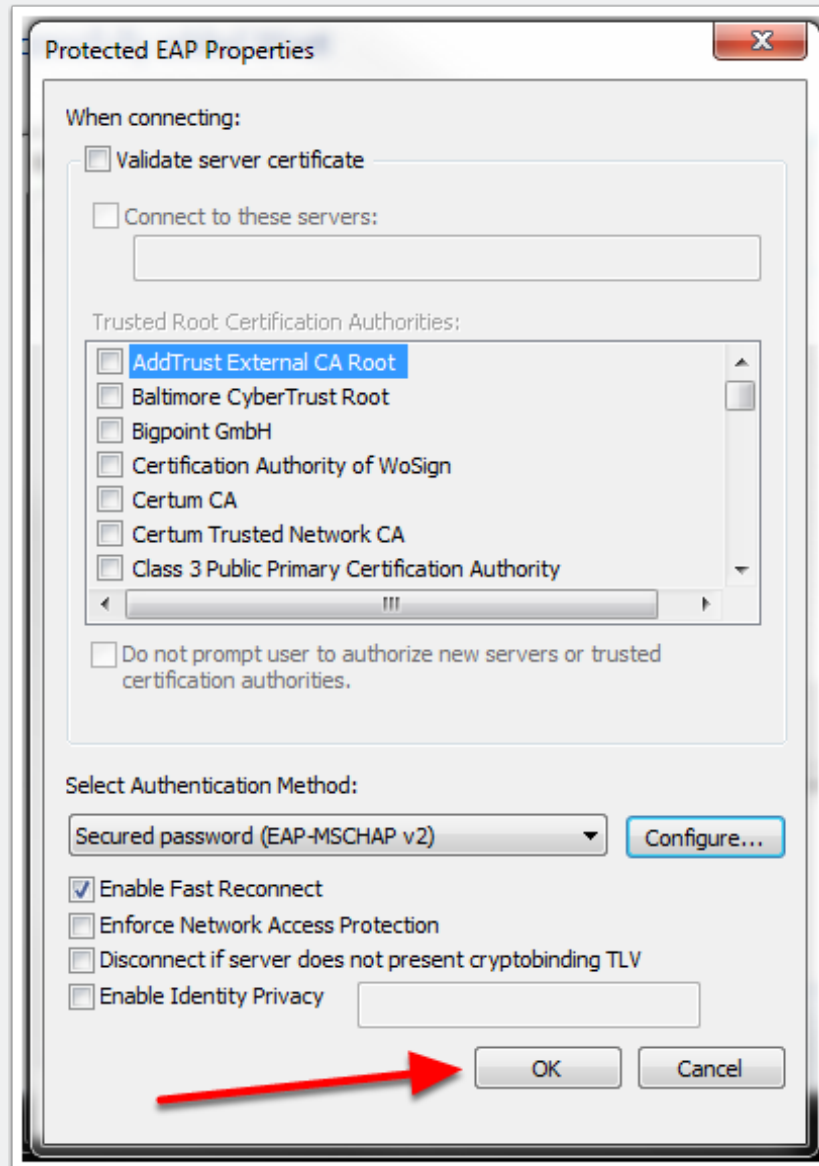 Protected EAP Properties
When connecting:
Validate server certificate
Connect to these servers:
Trusted Root Certification Authorities:
AddTrust External CA Root
Baltimore CyberTrust Root
Bigpoint GmbH
Certification Authority of WoSign
Certum CA
Certum Trusted Network CA
Class 3 Public Primary Certification Authority
Do not prompt user to authorize new servers or trusted
certification authorities.
Select Authentication Method:
Secured password (EAP-MSCHAP v2)
Configure...
Enable Fast Reconnect
Enforce Network Access Protection
Disconnect if server does not present cryptobinding TLV
Enable Identity Privacy
OK
Cancel